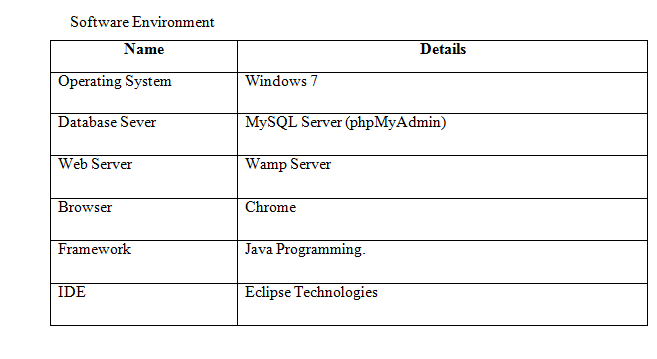 Software Environment
Name Details
Operating System Windows 7
Database Sever MySQL Server (phpMyAdmin)
Web Server Wamp Server
Browser Chrome
Framework Java Programming.
IDE Eclipse Technologies